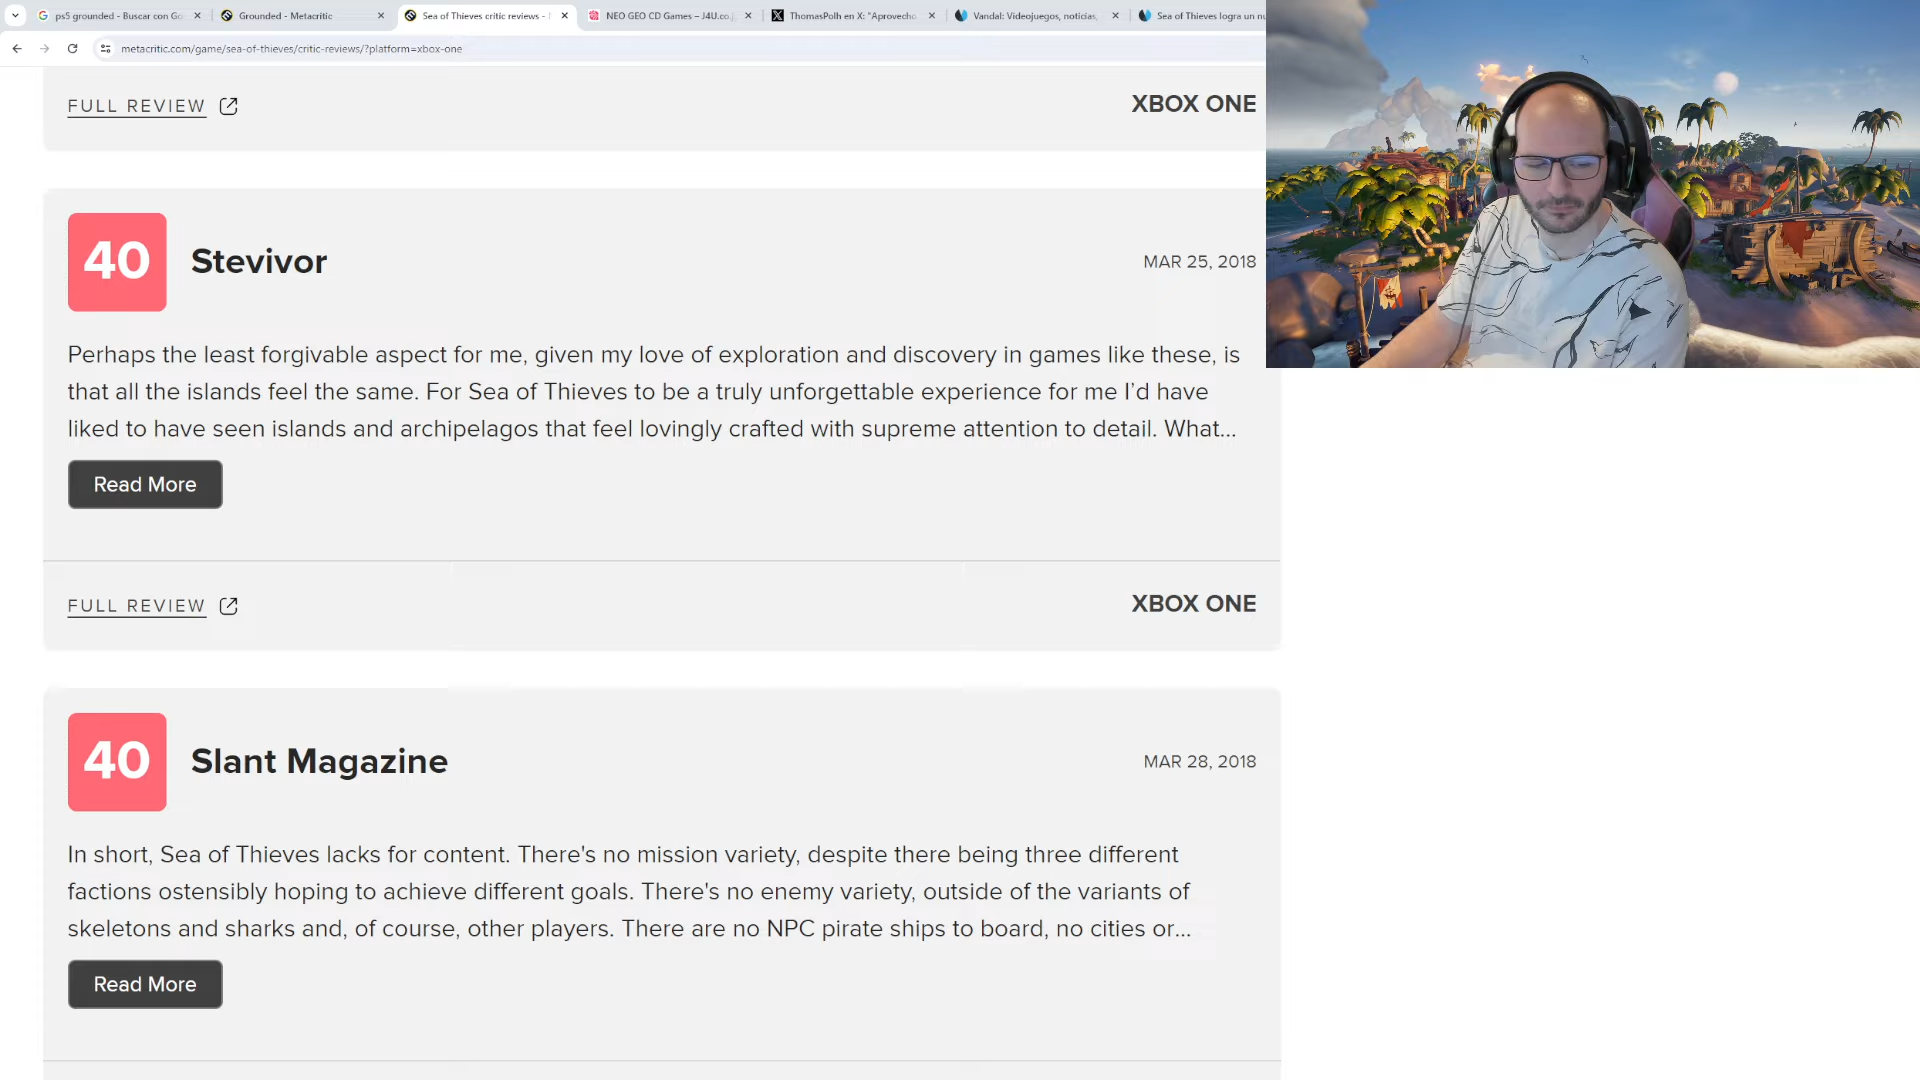 ps5 grounded - Buscar con Go
Grounded - Metacritic
Sea of Thieves critic reviews -
NEO GEO CD Games – J4U.co.j
ThomasPolh en X: "Aprovecho
Vandal: Videojuegos, noticias,
Sea of Thieves logra un nu
metacritic.com/game/sea-of-thieves/critic-reviews/?platform=xbox-one
FULL REVIEW
XBOX ONE
40
Stevivor
MAR 25, 2018
Perhaps the least forgivable aspect for me, given my love of exploration and discovery in games like these, is
that all the islands feel the same. For Sea of Thieves to be a truly unforgettable experience for me I’d have
liked to have seen islands and archipelagos that feel lovingly crafted with supreme attention to detail. What...
Read More
FULL REVIEW
XBOX ONE
40
Slant Magazine
MAR 28, 2018
In short, Sea of Thieves lacks for content. There's no mission variety, despite there being three different
factions ostensibly hoping to achieve different goals. There's no enemy variety, outside of the variants of
skeletons and sharks and, of course, other players. There are no NPC pirate ships to board, no cities or...
Read More